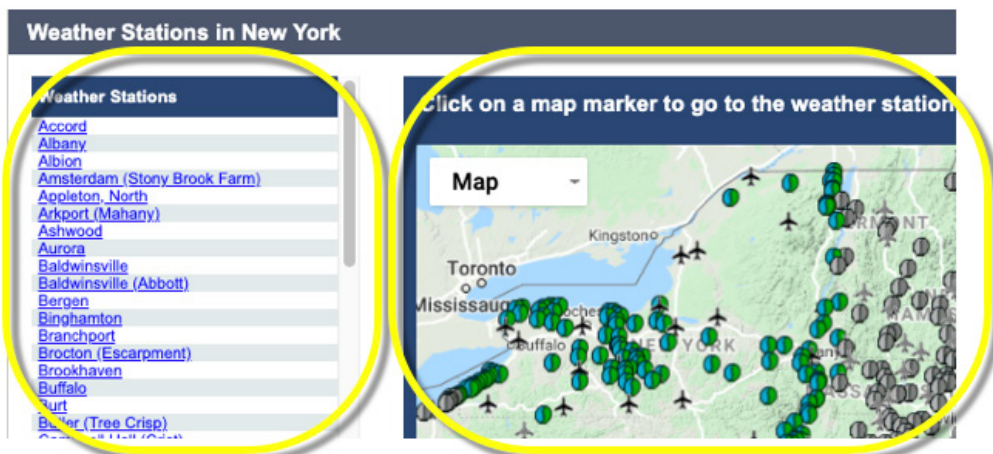 Weather Stations in New York
Weather Stations
Accord
Albany
Albion
Amsterdam (Stony Brook Farm)
Appleton, North
Arkport (Mahany)
Ashwood
Aurora
Baldwinsville
Baldwinsville (Abbott)
Bergen
Binghamton
Branchport
Brocton (Escarpment)
Brookhaven
Buffalo
Burt
Butler (Tree Crisp)
Click on a map marker to go to the weather station
Map
Kingston
Toronto
Mississaug
Buffalo
NEW YORK